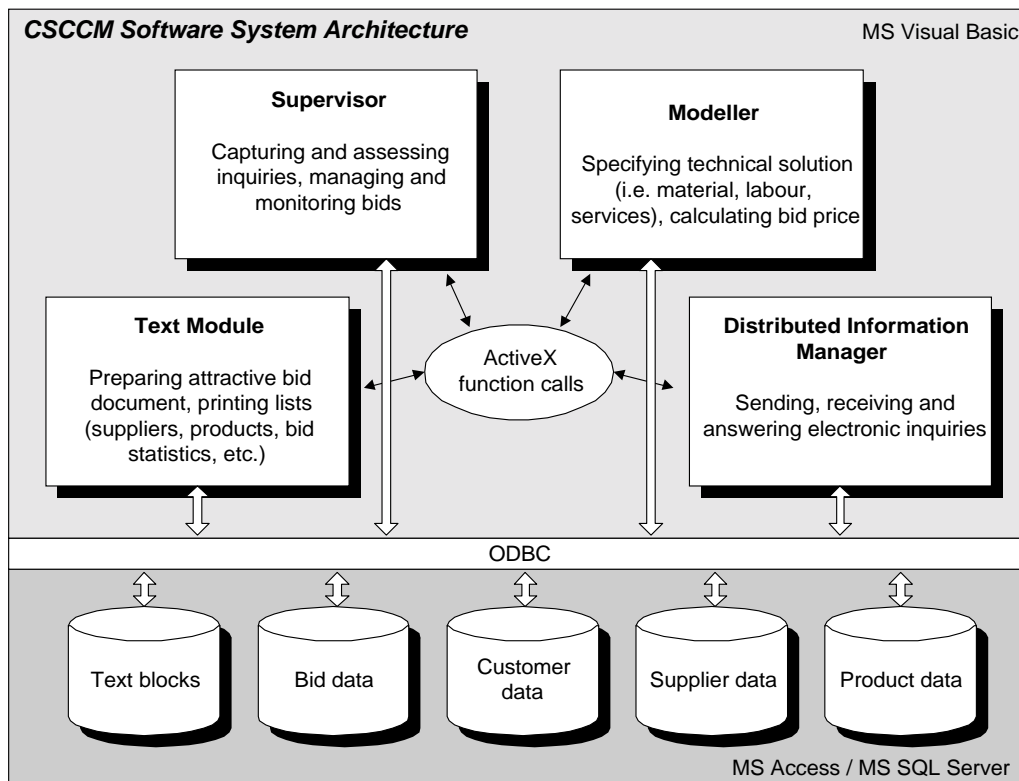 CSCCM Software System Architecture
MS Visual Basic
Supervisor
Capturing and assessing
inquiries, managing and
monitoring bids
Modeller
Specifying technical solution
(i.e. material, labour,
services), calculating bid price
Text Module
Preparing attractive bid
document, printing lists
(suppliers, products, bid
statistics, etc.)
ActiveX
function calls
Distributed Information
Manager
Sending, receiving and
answering electronic inquiries
ODBC
Text blocks
Bid data
Customer
data
Supplier data
Product data
MS Access / MS SQL Server